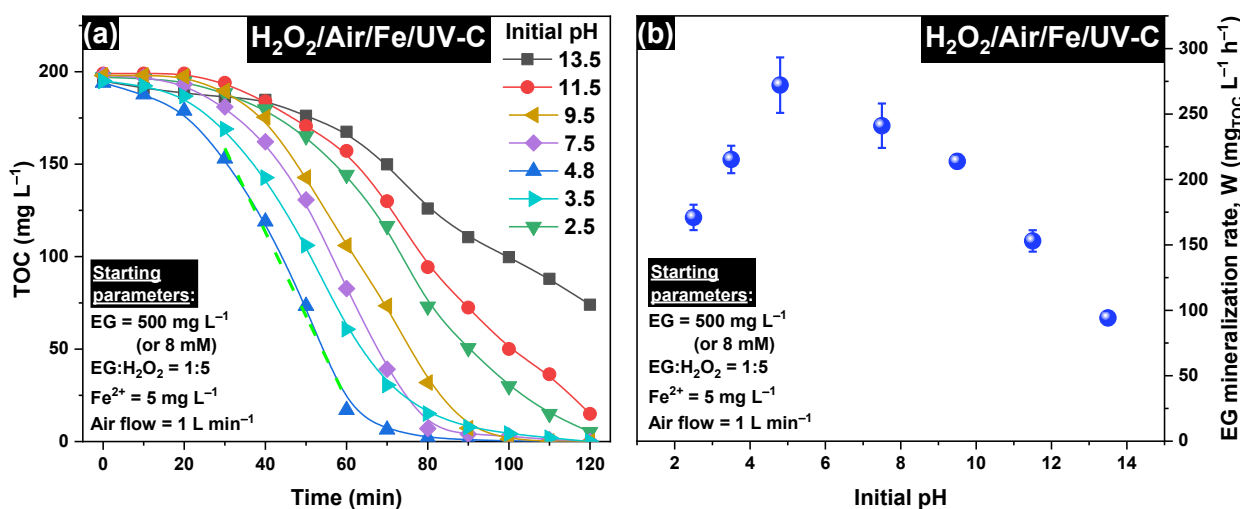 (a)
H₂O₂/Air/Fe/UV-C
Initial pH
13.5
11.5
9.5
7.5
4.8
3.5
2.5
Starting
parameters:
EG = 500 mg L⁻¹
(or 8 mM)
EG:H₂O₂ = 1:5
Fe²⁺ = 5 mg L⁻¹
Air flow = 1 L min⁻¹
TOC (mg L⁻¹)
200
150
100
50
0
0
20
40
60
80
100
120
Time (min)
(b)
H₂O₂/Air/Fe/UV-C
Starting
parameters:
EG = 500 mg L⁻¹
(or 8 mM)
EG:H₂O₂ = 1:5
Fe²⁺ = 5 mg L⁻¹
Air flow = 1 L min⁻¹
300
250
200
150
100
50
0
EG mineralization rate, W (mg_TOC L⁻¹ h⁻¹)
2
4
6
8
10
12
14
Initial pH